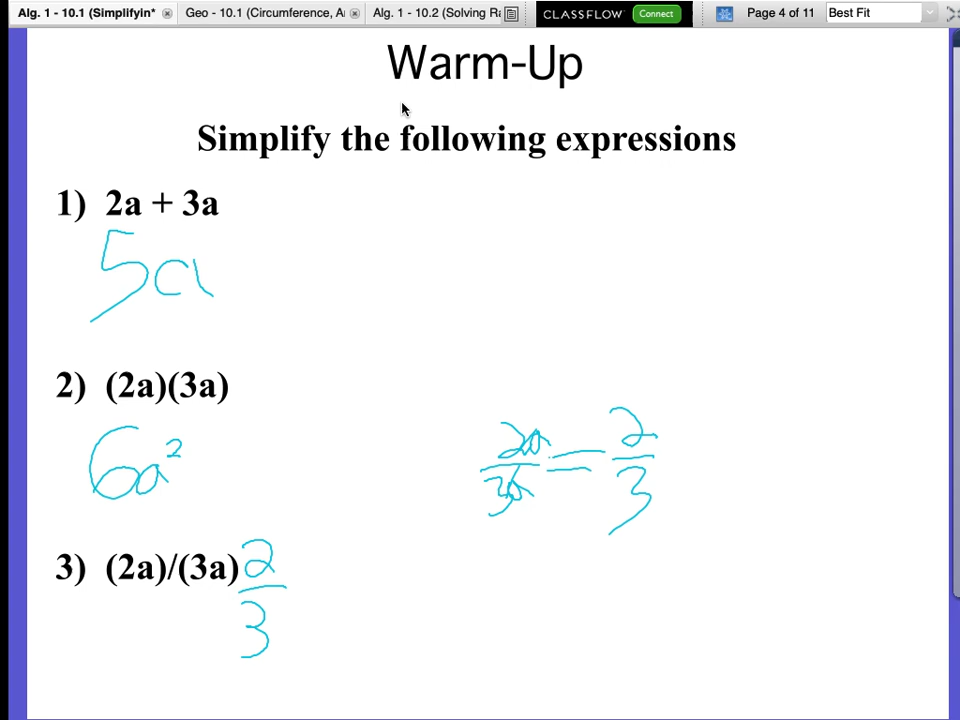 Alg. 1 - 10.1 (Simplifyin* Geo - 10.1 (Circumference, A Alg. 1 - 10.2 (Solving Ra CLASSFLOW Connect Page 4 of 11 Best Fit
Warm-Up
Simplify the following expressions
1) 2a + 3a
5a
2) (2a)(3a)
6a²
2a/3a = 2/3
3) (2a)/(3a) 2/3